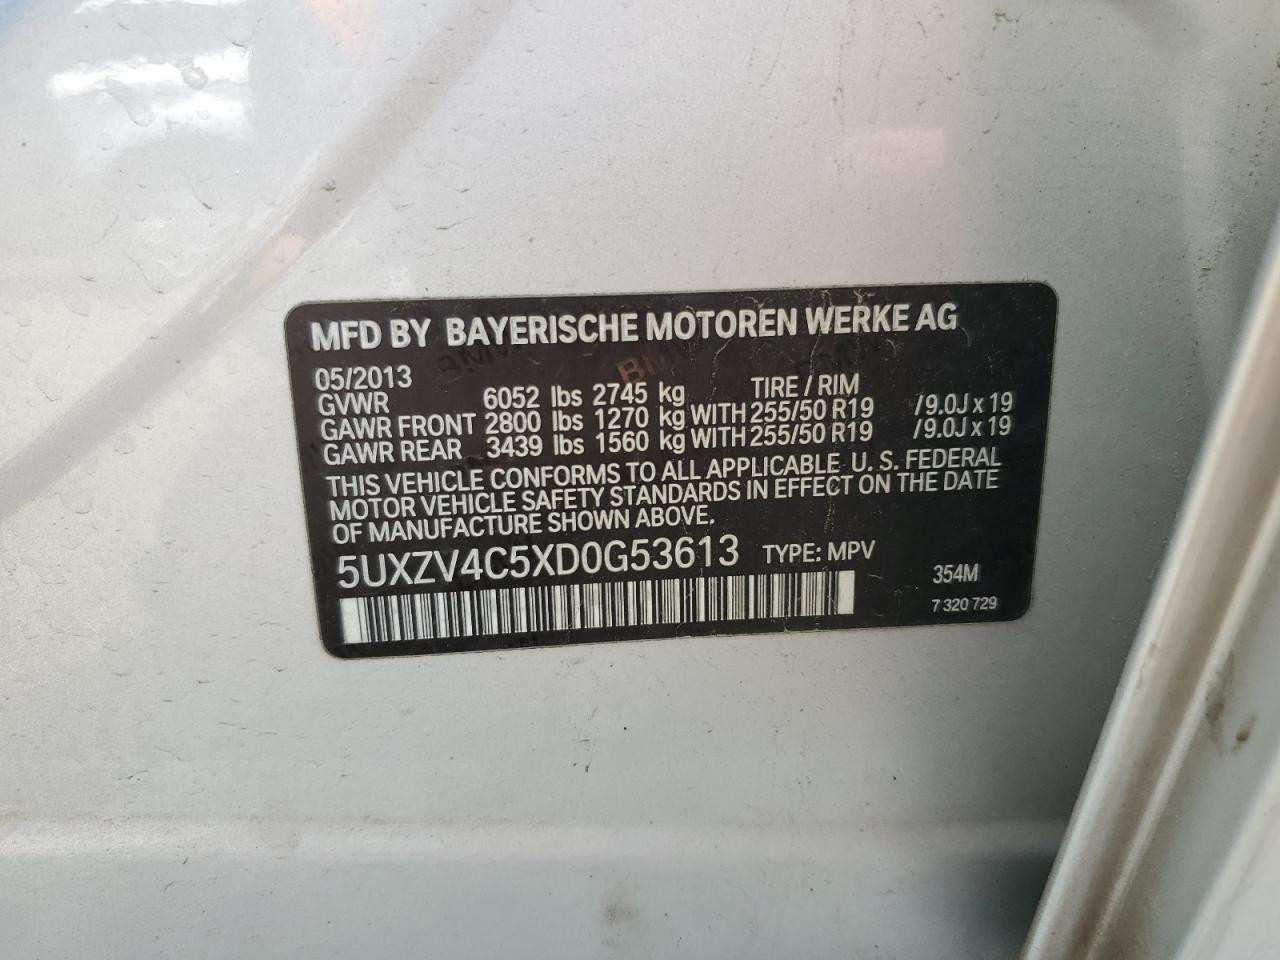 MFD BY BAYERISCHE MOTOREN WERKE AG
05/2013
GVWR 6052 lbs 2745 kg TIRE / RIM
GAWR FRONT 2800 lbs 1270 kg WITH 255/50 R19 /9.0J x 19
GAWR REAR 3439 lbs 1560 kg WITH 255/50 R19 /9.0J x 19
THIS VEHICLE CONFORMS TO ALL APPLICABLE U. S. FEDERAL
MOTOR VEHICLE SAFETY STANDARDS IN EFFECT ON THE DATE
OF MANUFACTURE SHOWN ABOVE.
5UXZV4C5XD0G53613 TYPE: MPV
354M
7 320 729